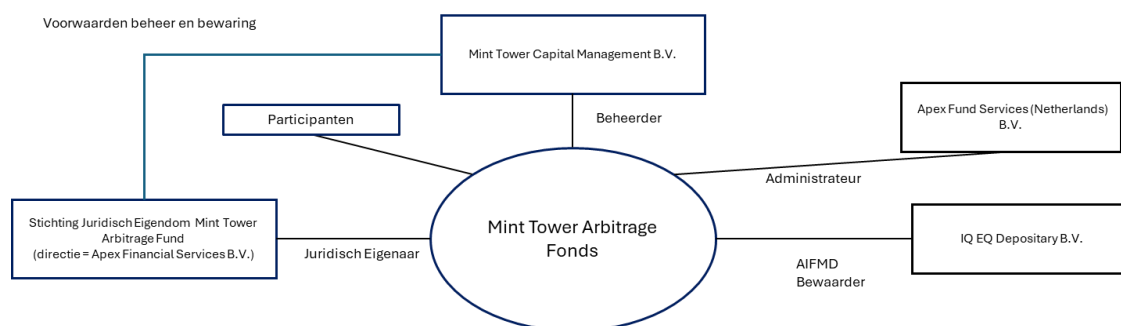 Voorwaarden beheer en bewaring
Mint Tower Capital Management B.V.
Participanten
Beheerder
Apex Fund Services (Netherlands)
B.V.
Administrateur
Stichting Juridisch Eigendom Mint Tower
Arbitrage Fund
(directie = Apex Financial Services B.V.)
Juridisch Eigenaar
Mint Tower Arbitrage
Fonds
IQ EQ Depositary B.V.
AIFMD
Bewaarder